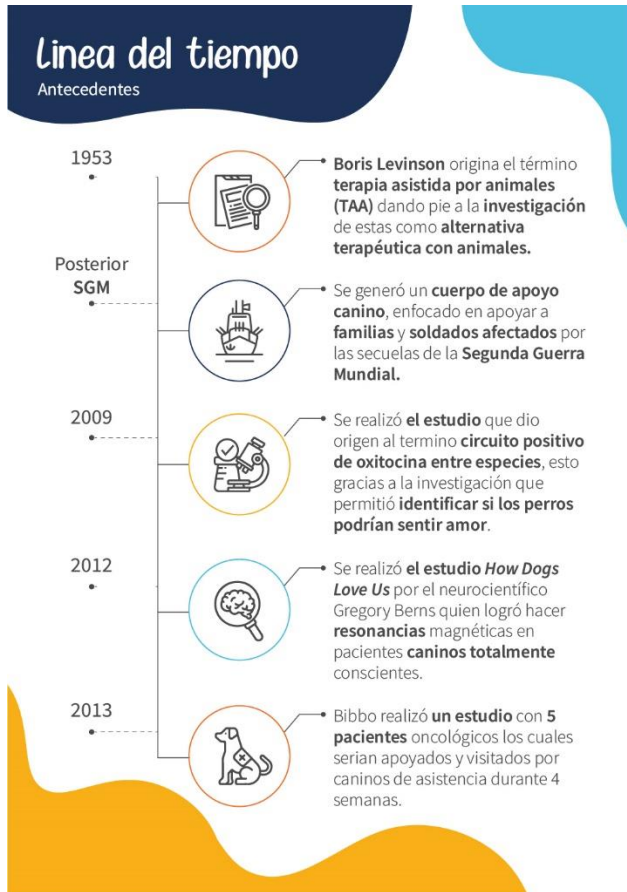 Linea del tiempo
Antecedentes
1953
Boris Levinson origina el término
terapia asistida por animales
(TAA) dando pie a la investigación
de estas como alternativa
terapéutica con animales.
Posterior
SGM
Se generó un cuerpo de apoyo
canino, enfocado en apoyar a
familias y soldados afectados por
las secuelas de la Segunda Guerra
Mundial.
2009
Se realizó el estudio que dio
origen al termino circuito positivo
de oxitocina entre especies, esto
gracias a la investigación que
permitió identificar si los perros
podrían sentir amor.
2012
Se realizó el estudio How Dogs
Love Us por el neurocientífico
Gregory Berns quien logró hacer
resonancias magnéticas en
pacientes caninos totalmente
conscientes.
2013
Bibbo realizó un estudio con 5
pacientes oncológicos los cuales
serian apoyados y visitados por
caninos de asistencia durante 4
semanas.